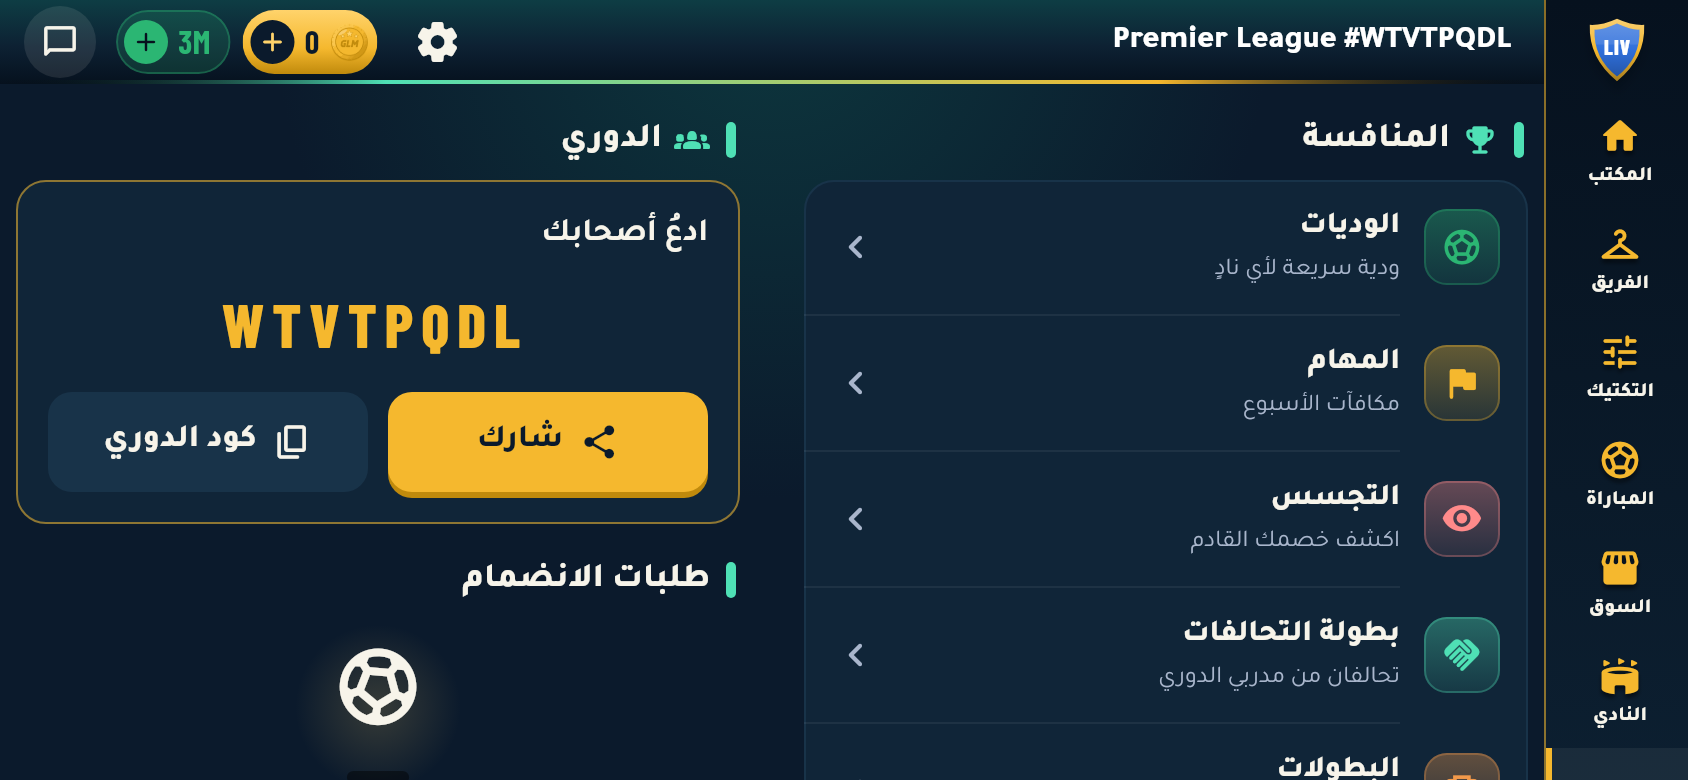 Premier League #WTVTPQDL
0
GLM
3M
LIV
المكتب
الفريق
التكتيك
المباراة
السوق
النادي
المنافسة
الوديات
ودية سريعة لأي نادٍ
المهام
مكافآت الأسبوع
التجسس
اكشف خصمك القادم
بطولة التحالفات
تحالفان من مدربي الدوري
البطولات
الدوري
ادعُ أصحابك
WTVTPQDL
شارك
كود الدوري
طلبات الانضمام